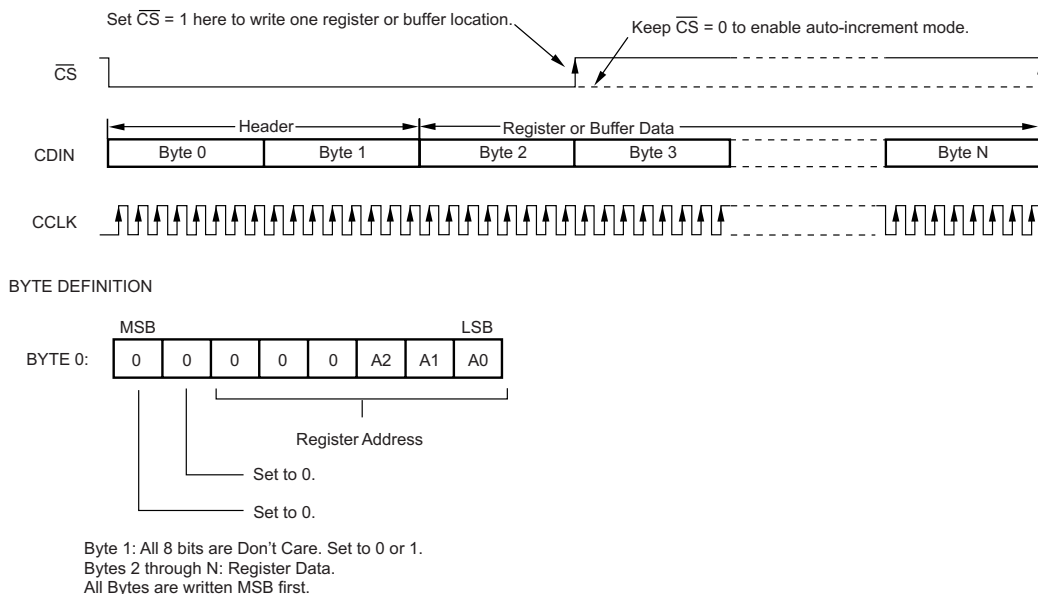 Set CS = 1 here to write one register or buffer location.
Keep CS = 0 to enable auto-increment mode.
CS
Header
Register or Buffer Data
CDIN
Byte 0
Byte 1
Byte 2
Byte 3
Byte N
CCLK
BYTE DEFINITION
MSB
LSB
BYTE 0:
0
0
0
0
0
A2
A1
A0
Register Address
Set to 0.
Set to 0.
Byte 1: All 8 bits are Don’t Care. Set to 0 or 1.
Bytes 2 through N: Register Data.
All Bytes are written MSB first.